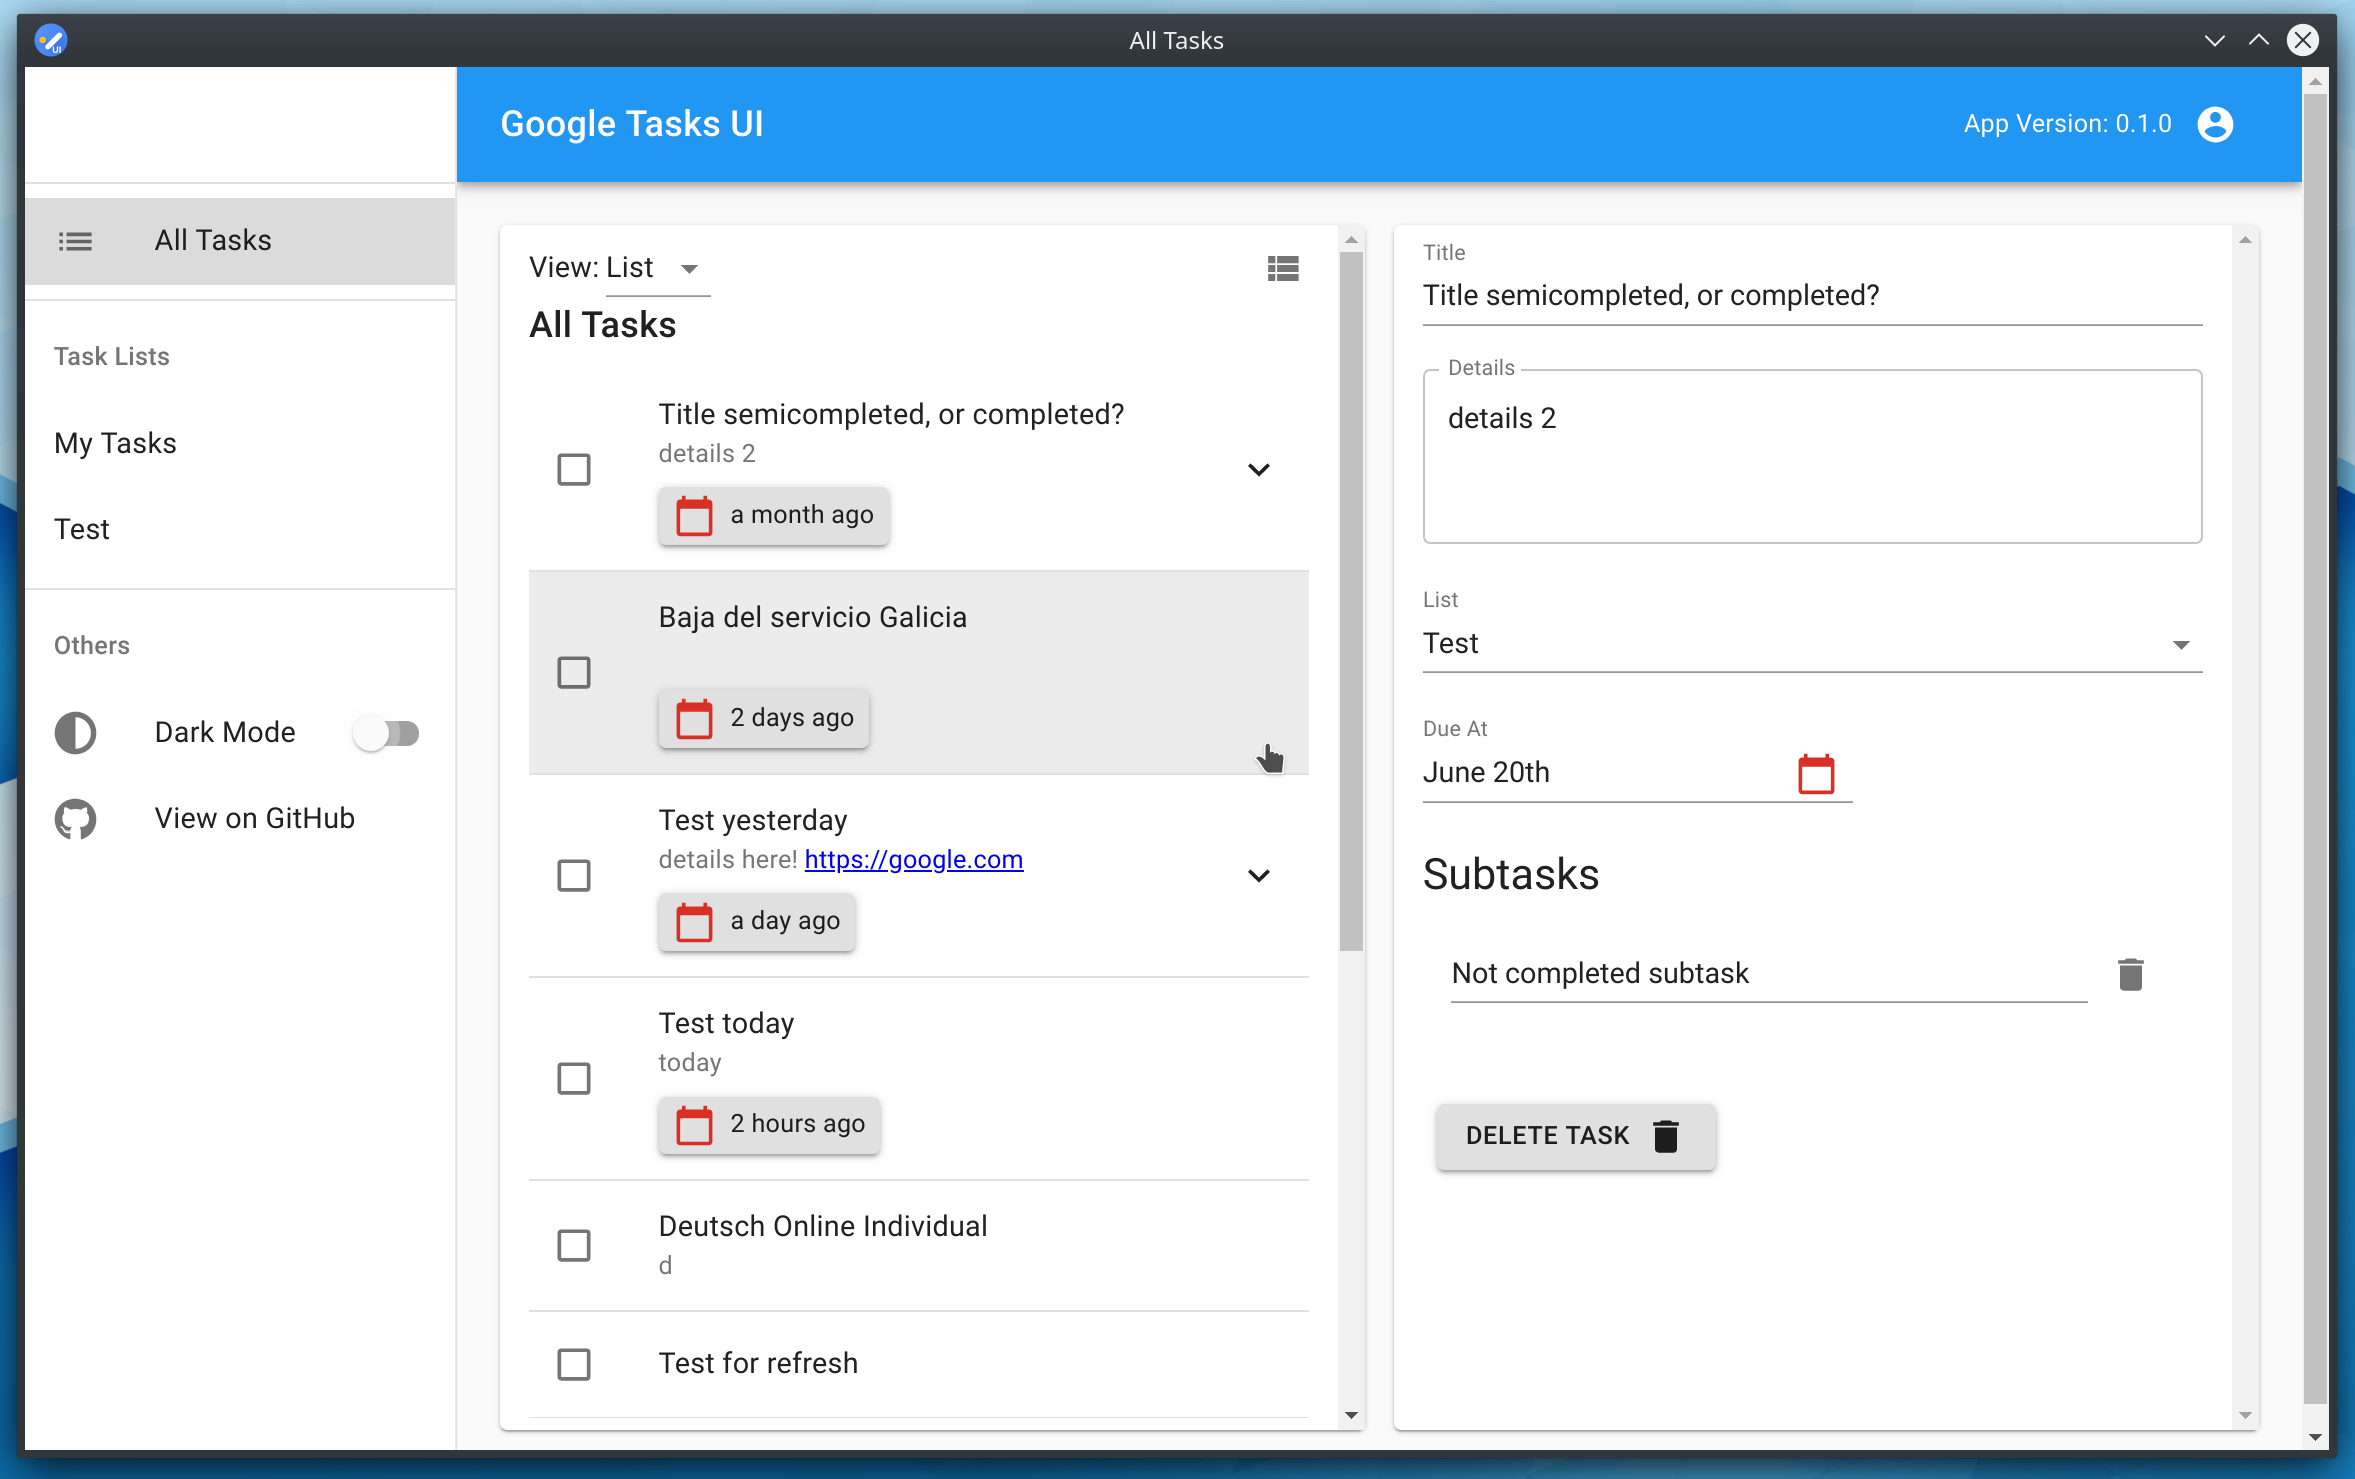 All Tasks
Google Tasks UI
App Version: 0.1.0
All Tasks
Task Lists
My Tasks
Test
Others
Dark Mode
View on GitHub
View: List
All Tasks
Title semicompleted, or completed?
details 2
a month ago
Baja del servicio Galicia
2 days ago
Test yesterday
details here! https://google.com
a day ago
Test today
today
2 hours ago
Deutsch Online Individual
d
Test for refresh
Title
Title semicompleted, or completed?
Details
details 2
List
Test
Due At
June 20th
Subtasks
Not completed subtask
DELETE TASK
UI